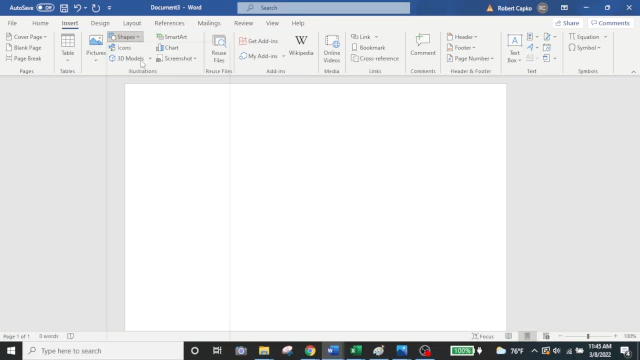 AutoSave Off Document3 - Word Search Robert Capko RC
File Home Insert Design Layout References Mailings Review View Help Share Comments
Cover Page Shapes SmartArt Get Add-ins Link Header Equation
Blank Page Icons Chart Bookmark Footer Symbol
Page Break Table Pictures 3D Models Screenshot Reuse Files My Add-ins Wikipedia Online Videos Cross-reference Comment Page Number Text Box
Pages Tables Illustrations Reuse Files Add-ins Media Links Comments Header & Footer Text Symbols
Page 1 of 1 0 words Focus 100%
Type here to search 100% 76°F 11:45 AM
3/8/2022